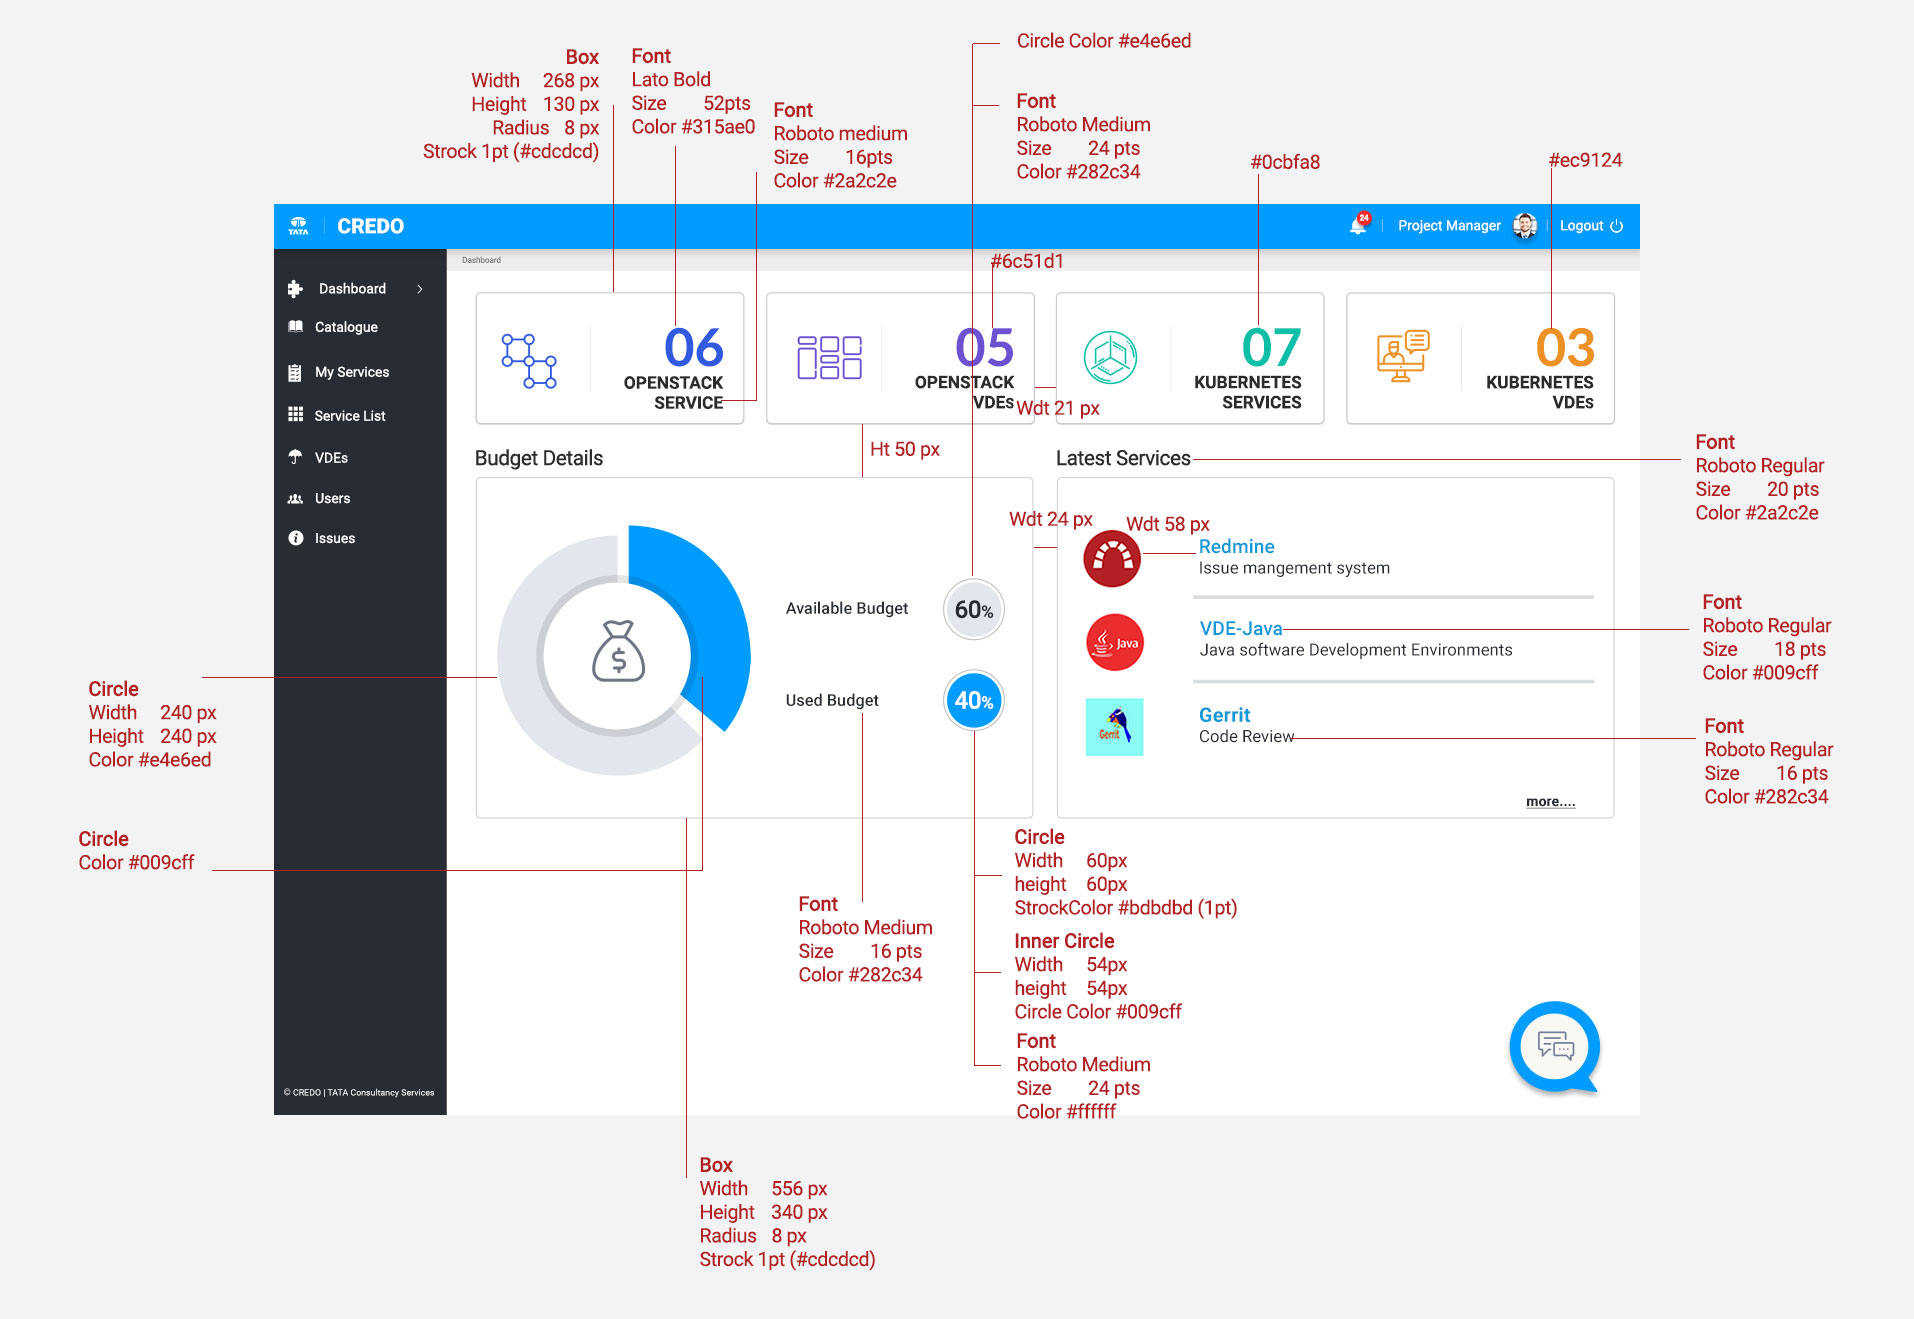 Circle Color #e4e6ed
Box
Width 268 px
Height 130 px
Radius 8 px
Strock 1pt (#cdcdcd)
Font
Lato Bold
Size 52pts
Color #315ae0
Font
Roboto medium
Size 16pts
Color #2a2c2e
Font
Roboto Medium
Size 24 pts
Color #282c34
#0cbfa8
#ec9124
TATA
CREDO
24
Project Manager
Logout
Dashboard
#6c51d1
Dashboard
Catalogue
My Services
Service List
VDEs
Users
Issues
06
OPENSTACK
SERVICE
05
OPENSTACK
VDEs
07
KUBERNETES
SERVICES
03
KUBERNETES
VDEs
Wdt 21 px
Ht 50 px
Budget Details
Latest Services
Font
Roboto Regular
Size 20 pts
Color #2a2c2e
Wdt 24 px
Wdt 58 px
$
Available Budget
60%
Used Budget
40%
Redmine
Issue mangement system
Java
VDE-Java
Java software Development Environments
Gerrit
Gerrit
Code Review
more....
Font
Roboto Regular
Size 18 pts
Color #009cff
Font
Roboto Regular
Size 16 pts
Color #282c34
Circle
Width 240 px
Height 240 px
Color #e4e6ed
Circle
Color #009cff
Font
Roboto Medium
Size 16 pts
Color #282c34
Circle
Width 60px
height 60px
StrockColor #bdbdbd (1pt)
Inner Circle
Width 54px
height 54px
Circle Color #009cff
Font
Roboto Medium
Size 24 pts
Color #ffffff
© CREDO | TATA Consultancy Services
Box
Width 556 px
Height 340 px
Radius 8 px
Strock 1pt (#cdcdcd)